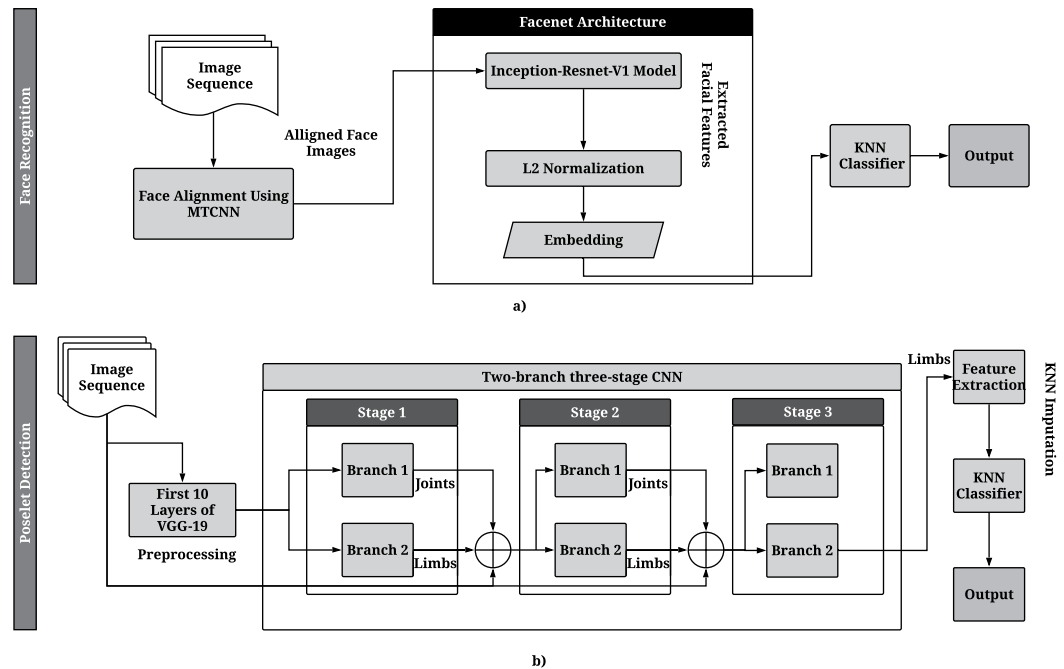 Face Recognition
Facenet Architecture
Image
Sequence
Inception-Resnet-V1 Model
Extracted
Facial Features
Alligned Face
Images
L2 Normalization
KNN
Classifier
Output
Face Alignment Using
MTCNN
Embedding
a)
Poselet Detection
Image
Sequence
Two-branch three-stage CNN
Limbs
Feature
Extraction
KNN Imputation
Stage 1
Stage 2
Stage 3
Branch 1
Joints
Branch 1
Joints
Branch 1
First 10
Layers of
VGG-19
Preprocessing
KNN
Classifier
Branch 2
Limbs
Branch 2
Limbs
Branch 2
Output
b)